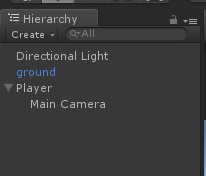 Hierarchy
Create All
Directional Light
ground
Player
Main Camera